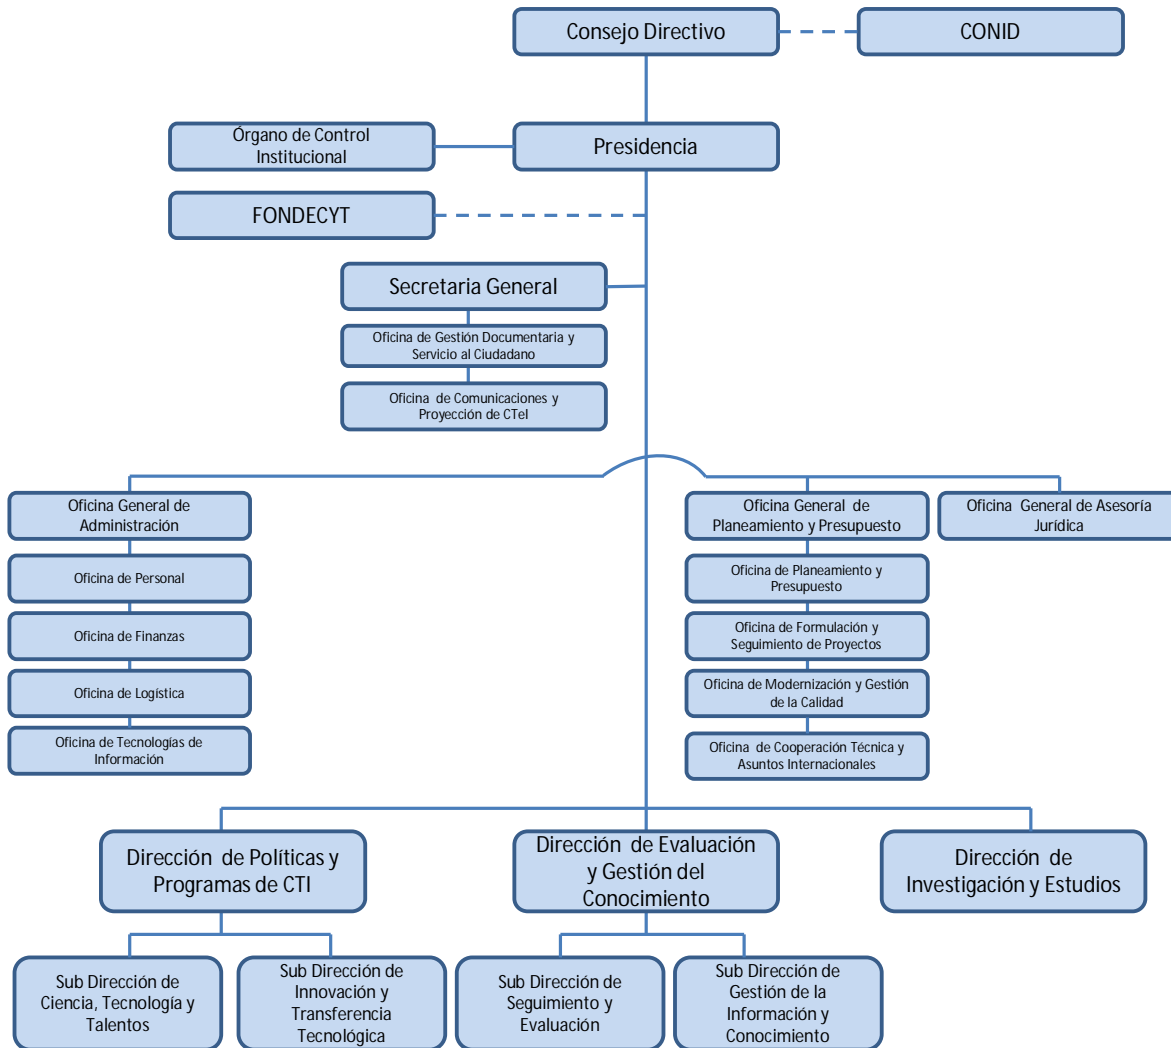 Consejo Directivo
CONID
Órgano de Control
Institucional
Presidencia
FONDECYT
Secretaria General
Oficina de Gestión Documentaria y
Servicio al Ciudadano
Oficina de Comunicaciones y
Proyección de CTeI
Oficina General de
Administración
Oficina de Personal
Oficina de Finanzas
Oficina de Logística
Oficina de Tecnologías de
Información
Oficina General de
Planeamiento y Presupuesto
Oficina de Planeamiento y
Presupuesto
Oficina de Formulación y
Seguimiento de Proyectos
Oficina de Modernización y Gestión
de la Calidad
Oficina de Cooperación Técnica y
Asuntos Internacionales
Oficina General de Asesoría
Jurídica
Dirección de Políticas y
Programas de CTI
Sub Dirección de
Ciencia, Tecnología y
Talentos
Sub Dirección de
Innovación y
Transferencia
Tecnológica
Dirección de Evaluación
y Gestión del
Conocimiento
Sub Dirección de
Seguimiento y
Evaluación
Sub Dirección de
Gestión de la
Información y
Conocimiento
Dirección de
Investigación y Estudios